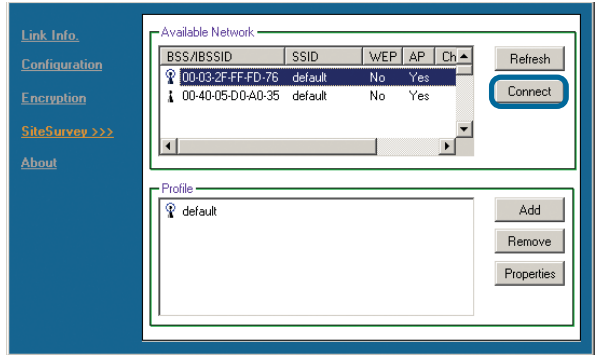 Link Info.
Configuration
Encryption
SiteSurvey >>>
About
Available Network
BSS/IBSSID SSID WEP AP Ch
00-03-2F-FF-FD-76 default No Yes
00-40-05-D0-A0-35 default No Yes
Refresh
Connect
Profile
default
Add
Remove
Properties